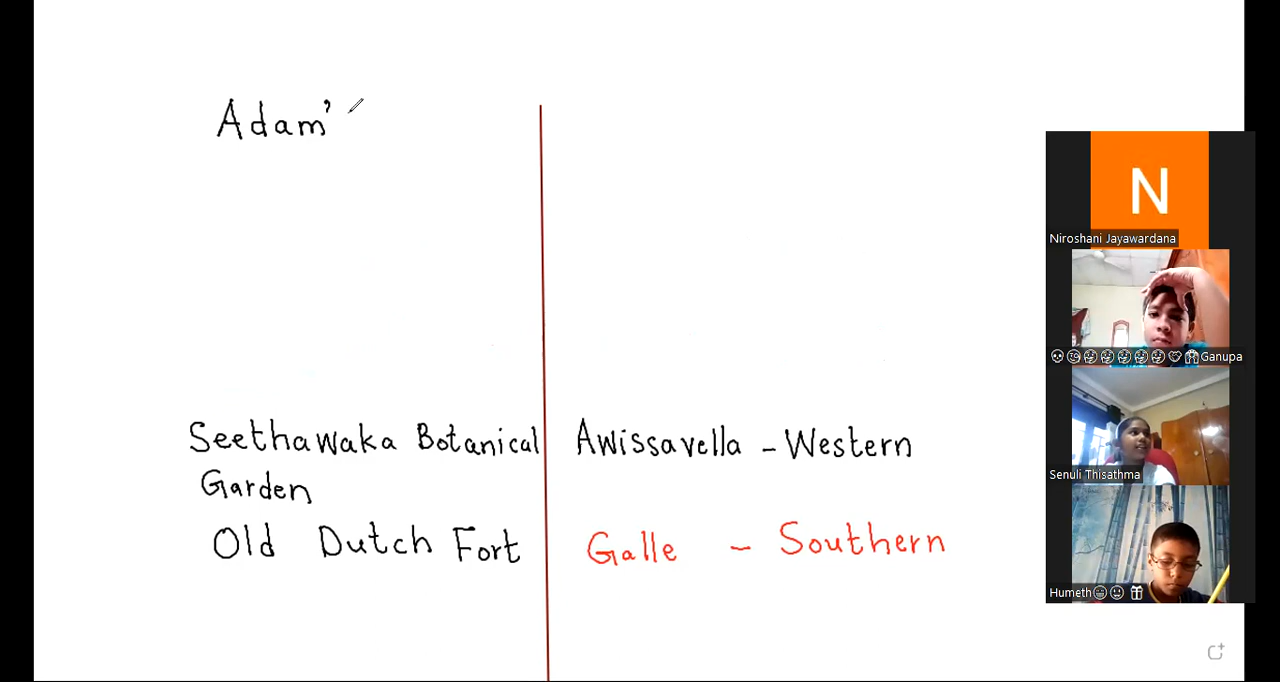 Adam'
Seethawaka Botanical
Garden
Awissavella - Western
Old Dutch Fort
Galle - Southern
N
Niroshani Jayawardana
💀🤐🤪🤪🤪🤪🤪🤝👨‍👩‍👦Ganupa
Senuli Thisathma
Humeth😁😃🎁